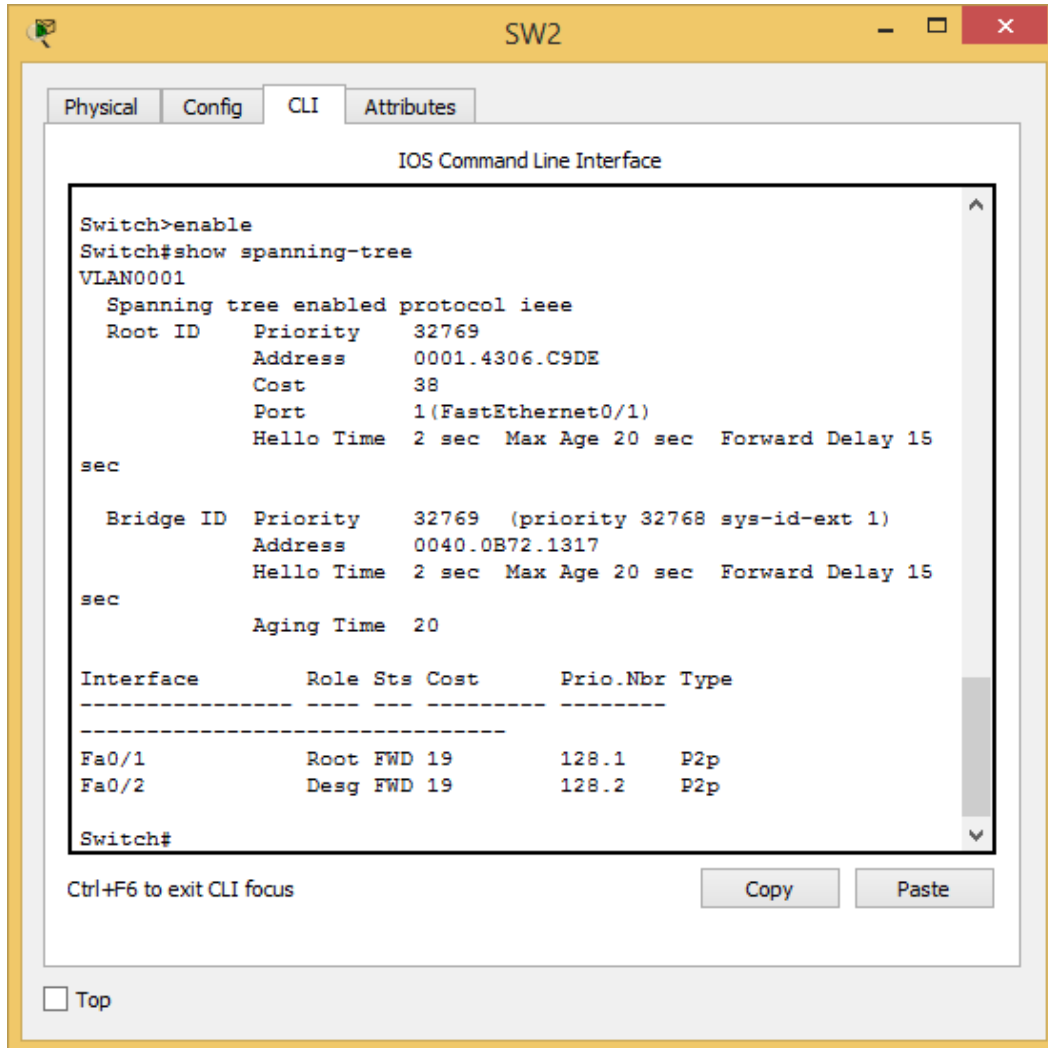 SW2
Physical Config CLI Attributes
IOS Command Line Interface
Switch>enable
Switch#show spanning-tree
VLAN0001
  Spanning tree enabled protocol ieee
  Root ID    Priority    32769
             Address     0001.4306.C9DE
             Cost        38
             Port        1(FastEthernet0/1)
             Hello Time  2 sec  Max Age 20 sec  Forward Delay 15
sec
  Bridge ID  Priority    32769  (priority 32768 sys-id-ext 1)
             Address     0040.0B72.1317
             Hello Time  2 sec  Max Age 20 sec  Forward Delay 15
sec
             Aging Time  20
Interface        Role Sts Cost      Prio.Nbr Type
---------------- ---- --- --------- --------
--------------------------------
Fa0/1            Root FWD 19        128.1    P2p
Fa0/2            Desg FWD 19        128.2    P2p
Switch#
Ctrl+F6 to exit CLI focus
Copy Paste
Top